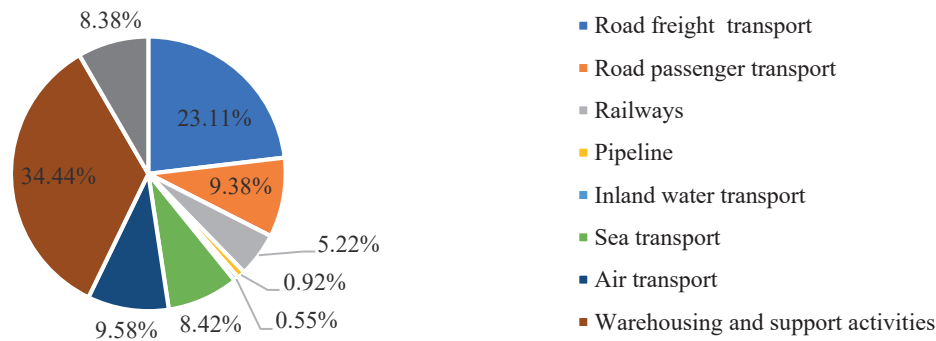 8.38%
23.11%
34.44%
9.38%
5.22%
0.92%
0.55%
8.42%
9.58%
Road freight transport
Road passenger transport
Railways
Pipeline
Inland water transport
Sea transport
Air transport
Warehousing and support activities